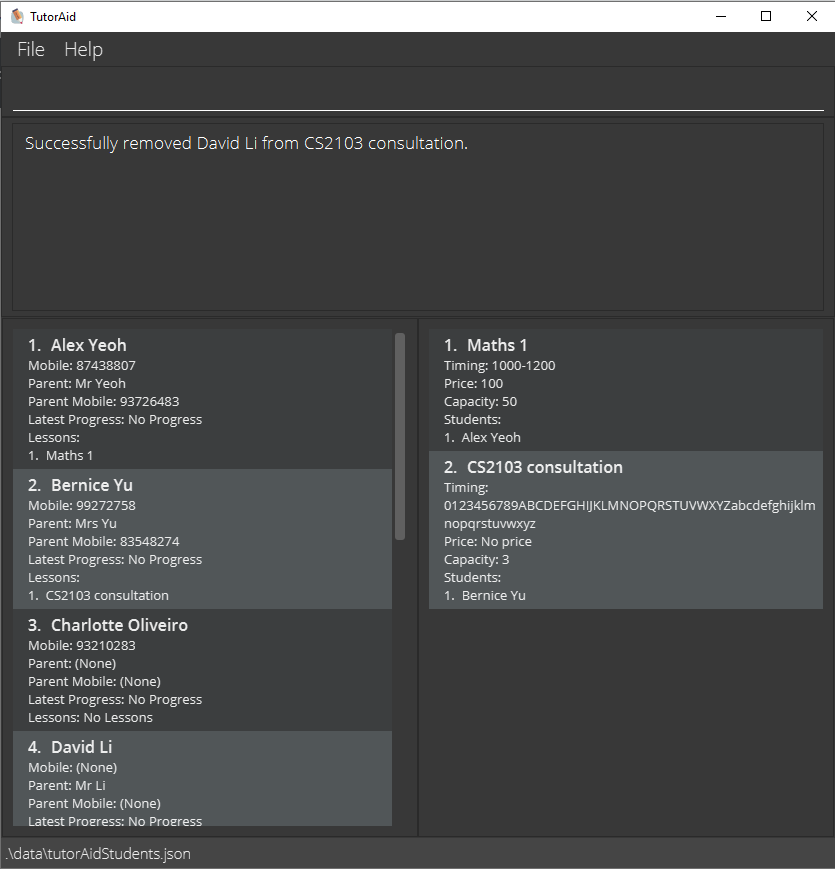 TutorAid
File Help
Successfully removed David Li from CS2103 consultation.
1. Alex Yeoh
Mobile: 87438807
Parent: Mr Yeoh
Parent Mobile: 93726483
Latest Progress: No Progress
Lessons:
1. Maths 1
2. Bernice Yu
Mobile: 99272758
Parent: Mrs Yu
Parent Mobile: 83548274
Latest Progress: No Progress
Lessons:
1. CS2103 consultation
3. Charlotte Oliveiro
Mobile: 93210283
Parent: (None)
Parent Mobile: (None)
Latest Progress: No Progress
Lessons: No Lessons
4. David Li
Mobile: (None)
Parent: Mr Li
Parent Mobile: (None)
Latest Progress: No Progress
1. Maths 1
Timing: 1000-1200
Price: 100
Capacity: 50
Students:
1. Alex Yeoh
2. CS2103 consultation
Timing:
0123456789ABCDEFGHIJKLMNOPQRSTUVWXYZabcdefghijklm
nopqrstuvwxyz
Price: No price
Capacity: 3
Students:
1. Bernice Yu
.\data\tutorAidStudents.json